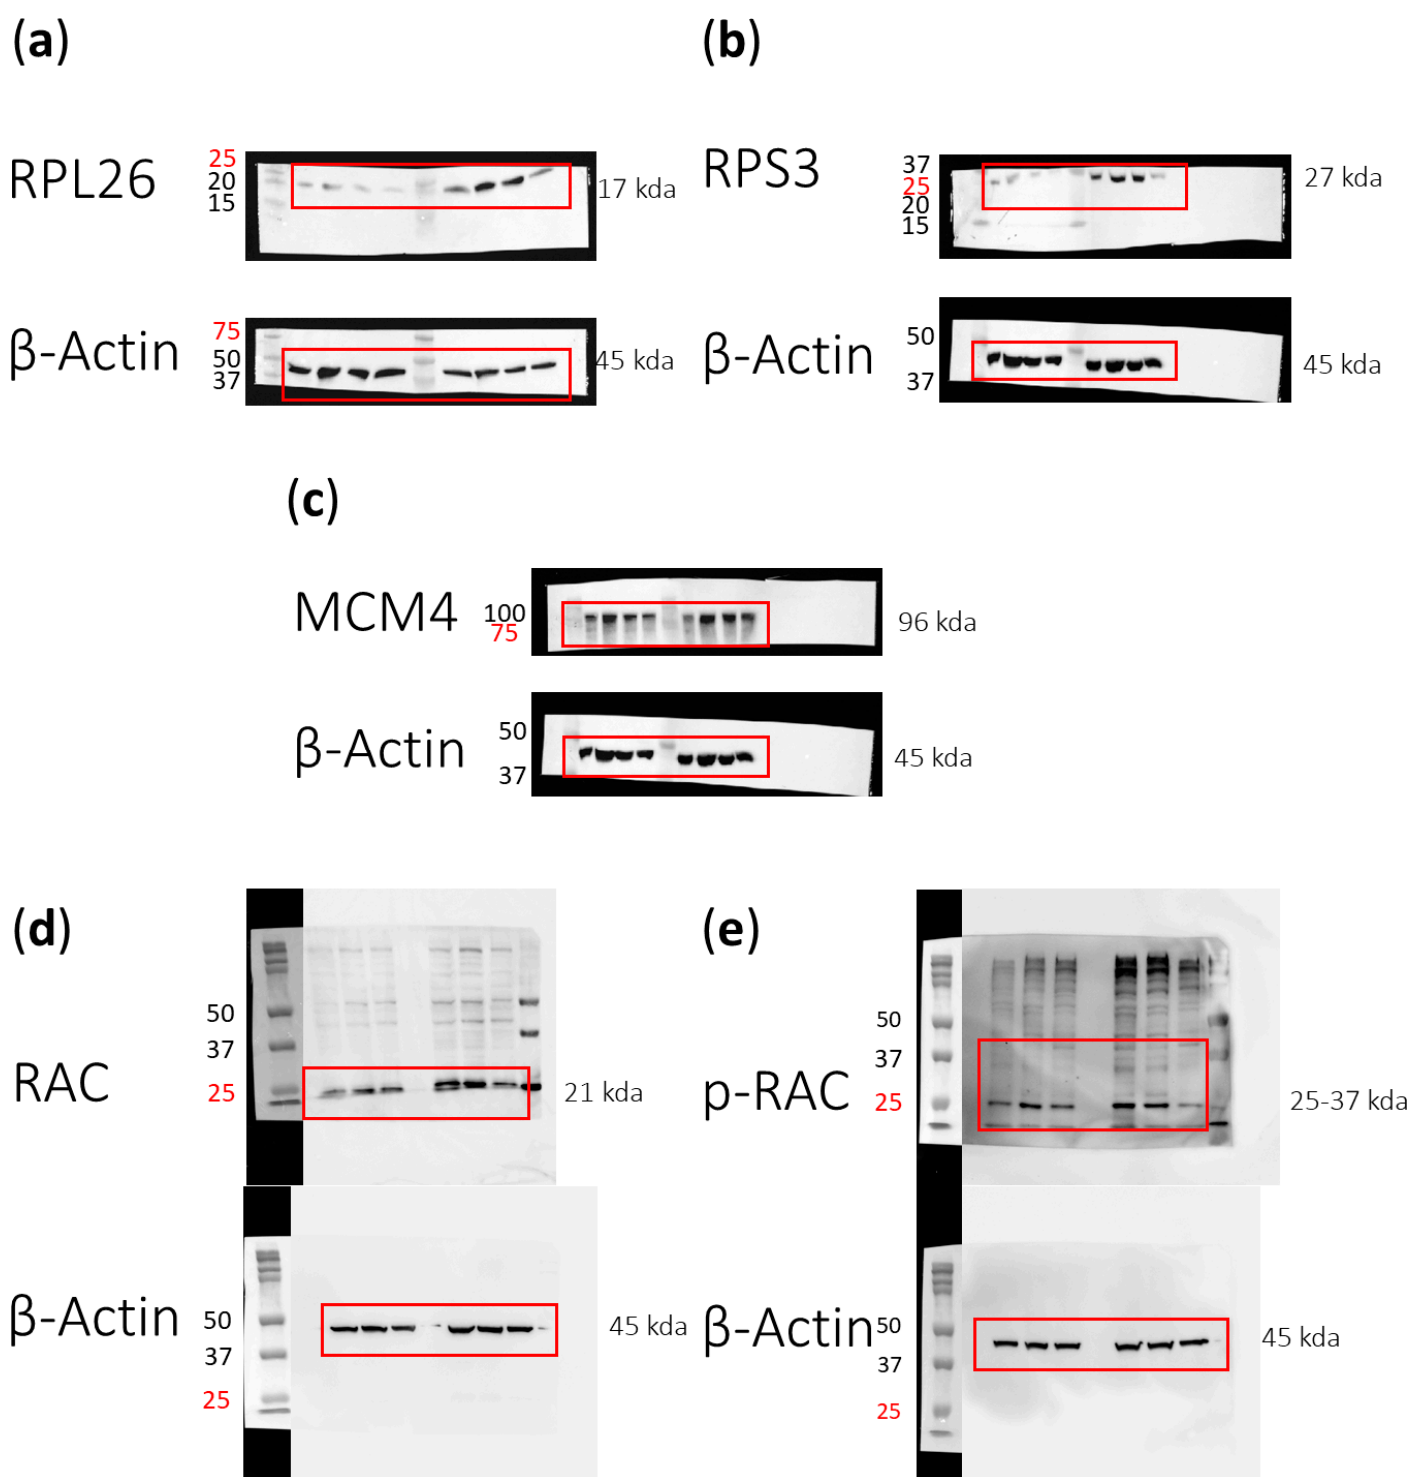 (a)
RPL26
25
20
15
17 kda
β-Actin
75
50
37
45 kda
(b)
RPS3
37
25
20
15
27 kda
β-Actin
50
37
45 kda
(c)
MCM4
100
75
96 kda
β-Actin
50
37
45 kda
(d)
RAC
50
37
25
21 kda
β-Actin
50
37
25
45 kda
(e)
p-RAC
50
37
25
25-37 kda
β-Actin
50
37
25
45 kda